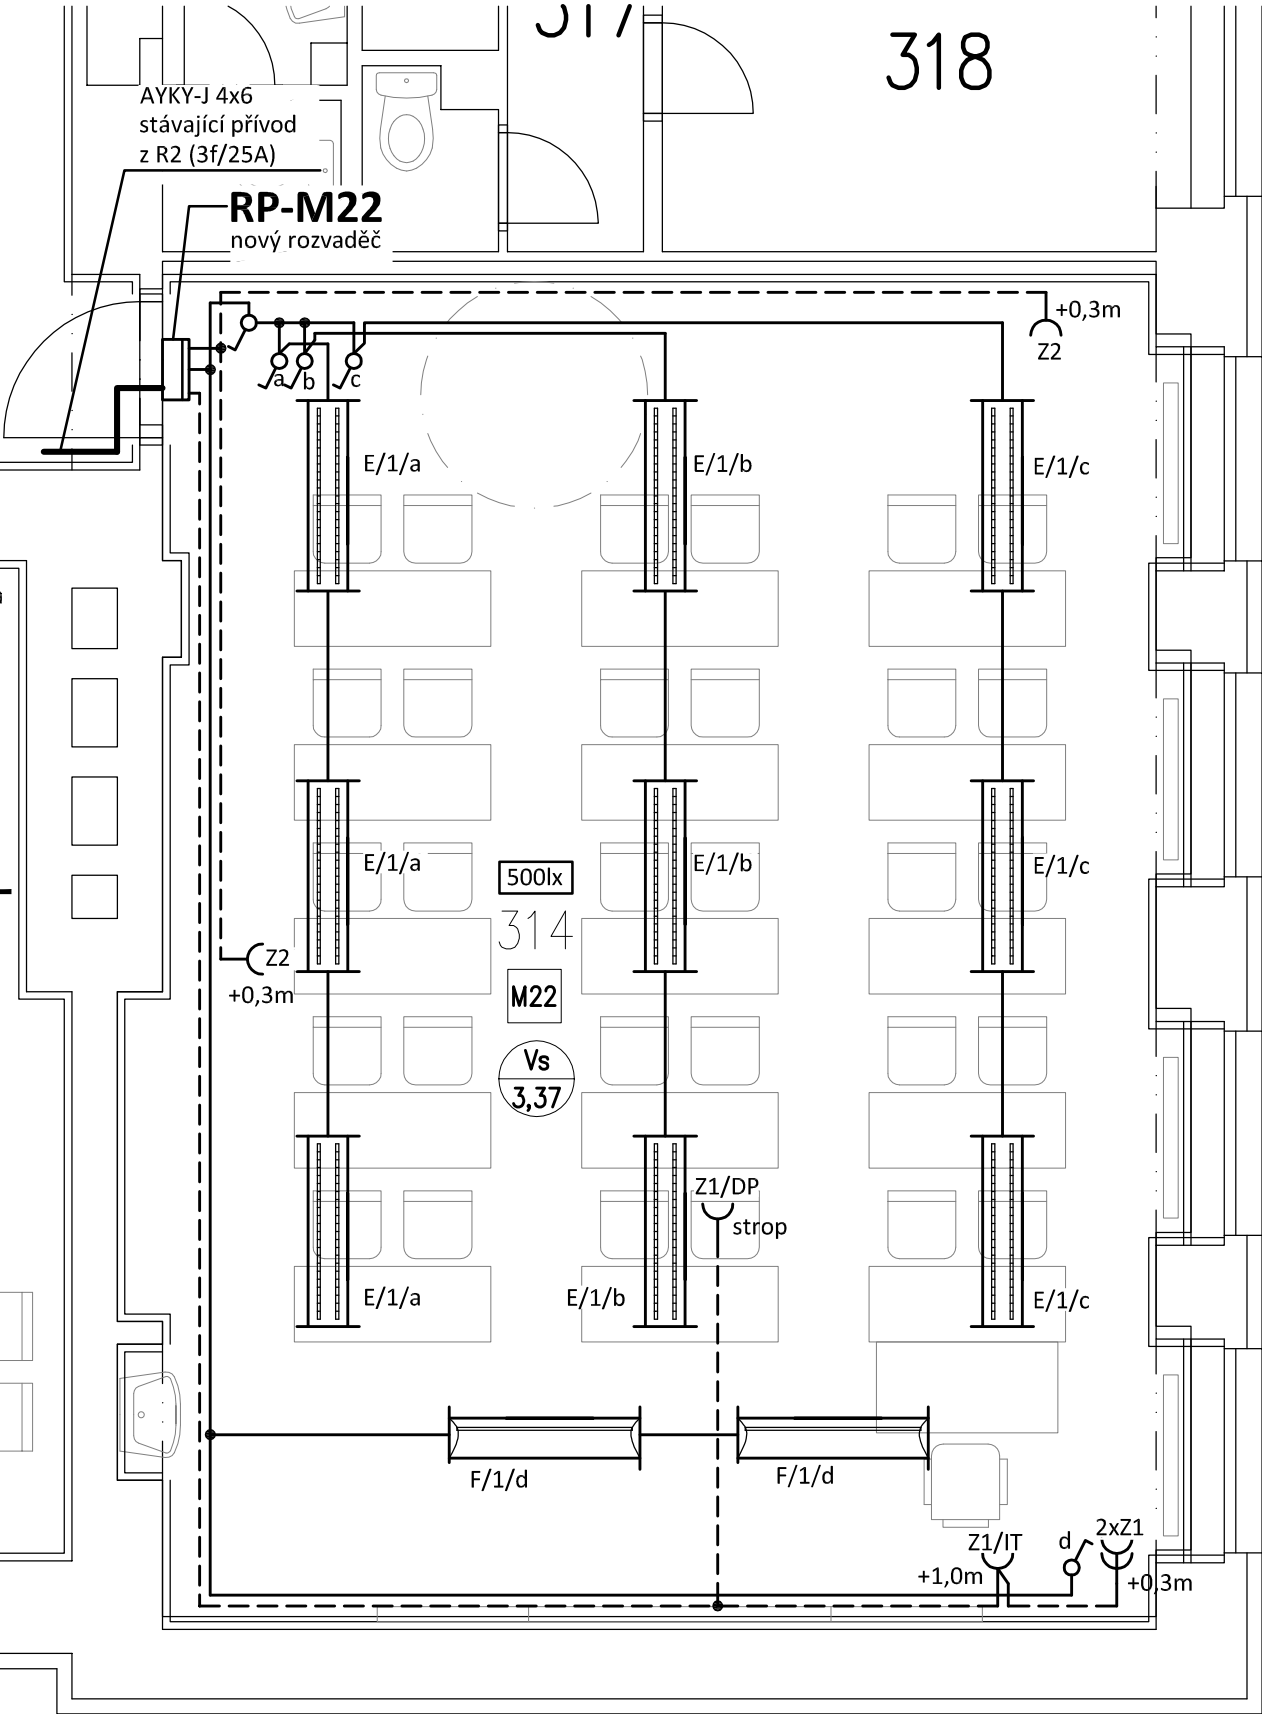 318
AYKY-J 4x6
stávající přívod
z R2 (3f/25A)
RP-M22
nový rozvaděč
+0,3m
Z2
a
b
c
E/1/a
E/1/b
E/1/c
E/1/a
500lx
E/1/b
E/1/c
314
Z2
+0,3m
M22
Vs
3,37
Z1/DP
strop
E/1/a
E/1/b
E/1/c
F/1/d
F/1/d
Z1/IT
d
2xZ1
+1,0m
+0,3m